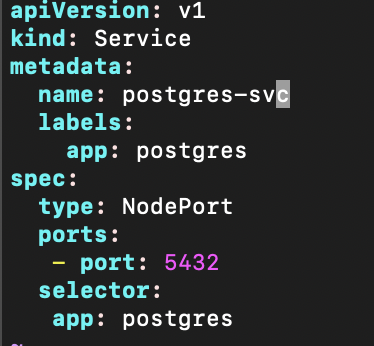 apiVersion: v1
kind: Service
metadata:
  name: postgres-svc
  labels:
    app: postgres
spec:
  type: NodePort
  ports:
   - port: 5432
  selector:
   app: postgres